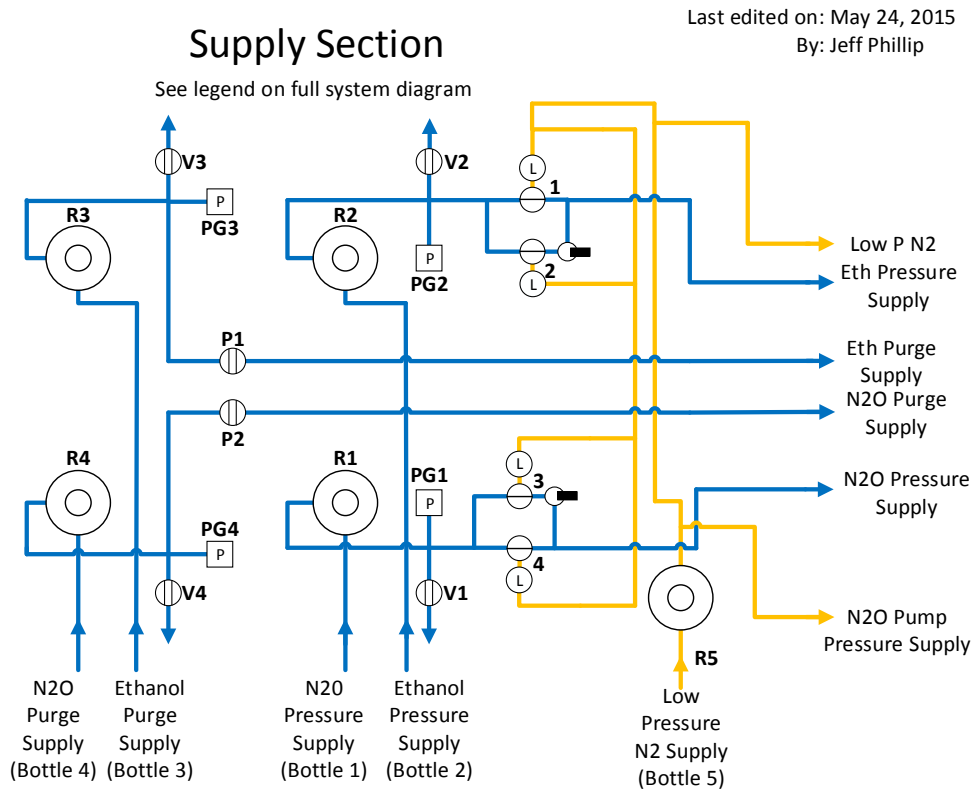 Last edited on: May 24, 2015
By: Jeff Phillip
Supply Section
See legend on full system diagram
V3
V2
L
1
P
PG3
R3
R2
P
PG2
2
L
Low P N2
Eth Pressure
Supply
P1
Eth Purge
Supply
N2O Purge
Supply
P2
R4
R1
PG1
P
L
3
N2O Pressure
Supply
PG4
P
4
L
V4
V1
R5
N2O Pump
Pressure Supply
N2O
Purge
Supply
(Bottle 4)
Ethanol
Purge
Supply
(Bottle 3)
N20
Pressure
Supply
(Bottle 1)
Ethanol
Pressure
Supply
(Bottle 2)
Low
Pressure
N2 Supply
(Bottle 5)